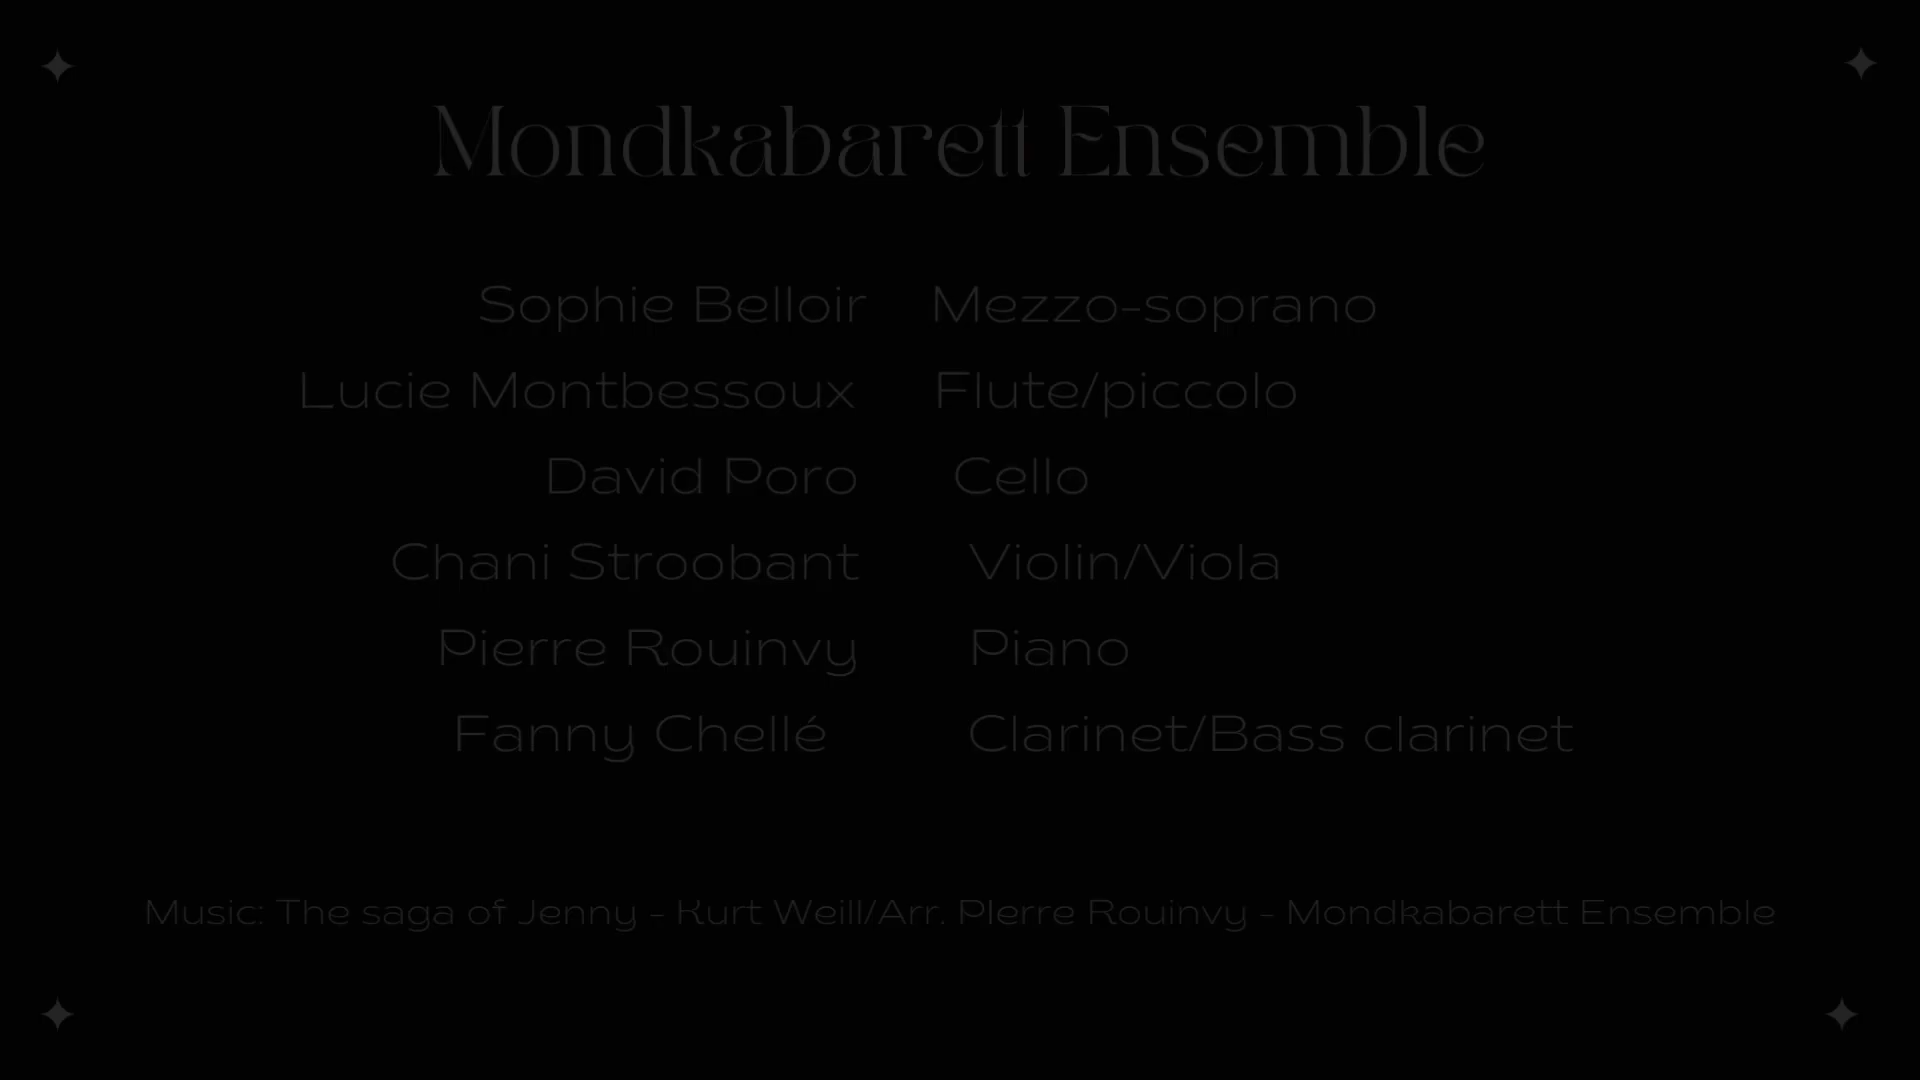 Mondkabarett Ensemble
Sophie Belloir Mezzo-soprano
Lucie Montbessoux Flute/piccolo
David Poro Cello
Chani Stroobant Violin/Viola
Pierre Rouinvy Piano
Fanny Chellé Clarinet/Bass clarinet
Music: The saga of Jenny - Kurt Weill/Arr. PIerre Rouinvy - Mondkabarett Ensemble